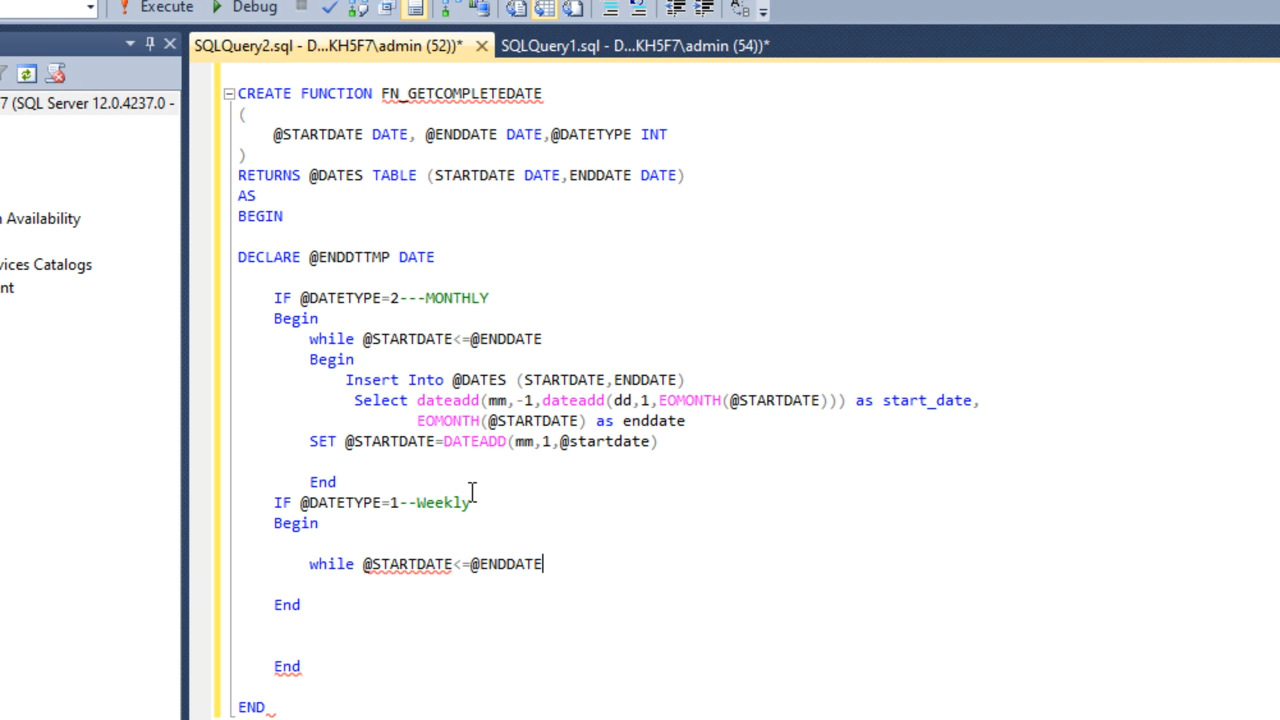 Execute Debug
SQLQuery2.sql - D...KH5F7\admin (52))* SQLQuery1.sql - D...KH5F7\admin (54))*
7 (SQL Server 12.0.4237.0 -
Availability
vices Catalogs
nt
CREATE FUNCTION FN_GETCOMPLETEDATE
(
@STARTDATE DATE, @ENDDATE DATE,@DATETYPE INT
)
RETURNS @DATES TABLE (STARTDATE DATE,ENDDATE DATE)
AS
BEGIN
DECLARE @ENDDTTMP DATE
IF @DATETYPE=2---MONTHLY
Begin
while @STARTDATE<=@ENDDATE
Begin
Insert Into @DATES (STARTDATE,ENDDATE)
Select dateadd(mm,-1,dateadd(dd,1,EOMONTH(@STARTDATE))) as start_date,
EOMONTH(@STARTDATE) as enddate
SET @STARTDATE=DATEADD(mm,1,@startdate)
End
IF @DATETYPE=1--Weekly
Begin
while @STARTDATE<=@ENDDATE
End
End
END